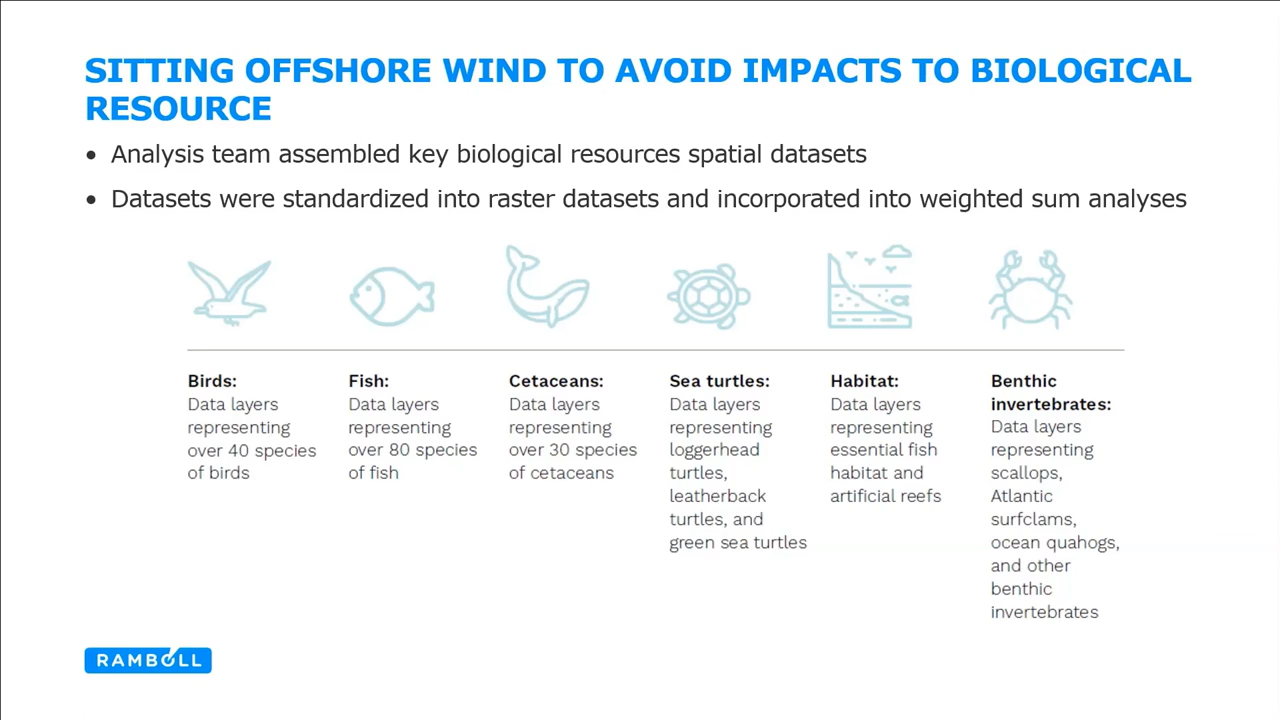 SITTING OFFSHORE WIND TO AVOID IMPACTS TO BIOLOGICAL
RESOURCE
• Analysis team assembled key biological resources spatial datasets
• Datasets were standardized into raster datasets and incorporated into weighted sum analyses
Birds:
Data layers
representing
over 40 species
of birds
Fish:
Data layers
representing
over 80 species
of fish
Cetaceans:
Data layers
representing
over 30 species
of cetaceans
Sea turtles:
Data layers
representing
loggerhead
turtles,
leatherback
turtles, and
green sea turtles
Habitat:
Data layers
representing
essential fish
habitat and
artificial reefs
Benthic
invertebrates:
Data layers
representing
scallops,
Atlantic
surfclams,
ocean quahogs,
and other
benthic
invertebrates
RAMBOLL